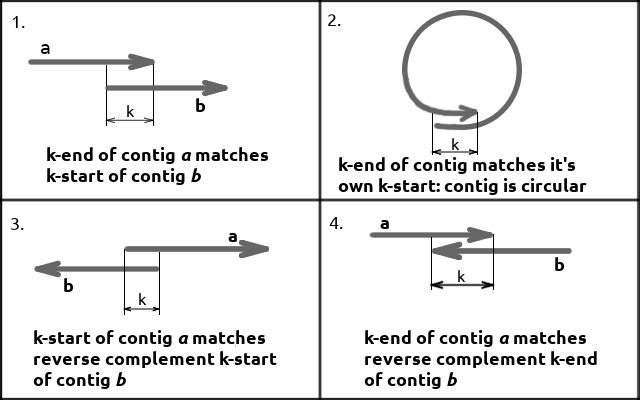 1.
a
b
k
k-end of contig a matches
k-start of contig b
2.
k
k-end of contig matches it's
own k-start: contig is circular
3.
a
b
k
k-start of contig a matches
reverse complement k-start
of contig b
4.
a
b
k
k-end of contig a matches
reverse complement k-end
of contig b